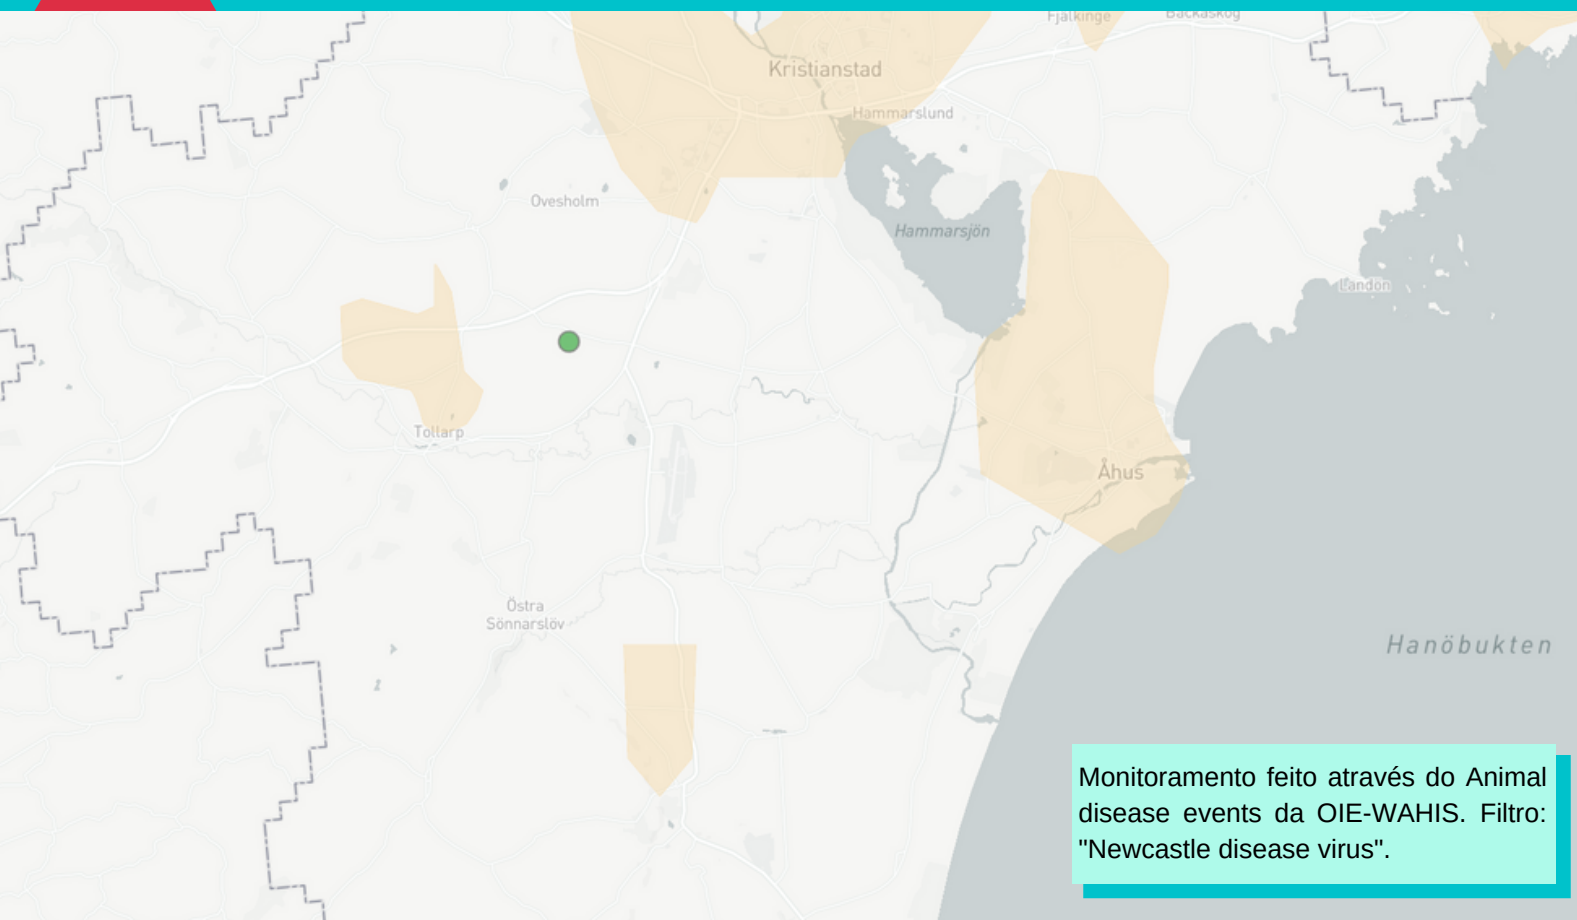 Fjälkinge
Bäckaskog
Kristianstad
Hammarslund
Ovesholm
Hammarsjön
Landön
Tollarp
Åhus
Östra
Sönnarslöv
Hanöbukten
Monitoramento feito através do Animal
disease events da OIE-WAHIS. Filtro:
"Newcastle disease virus".